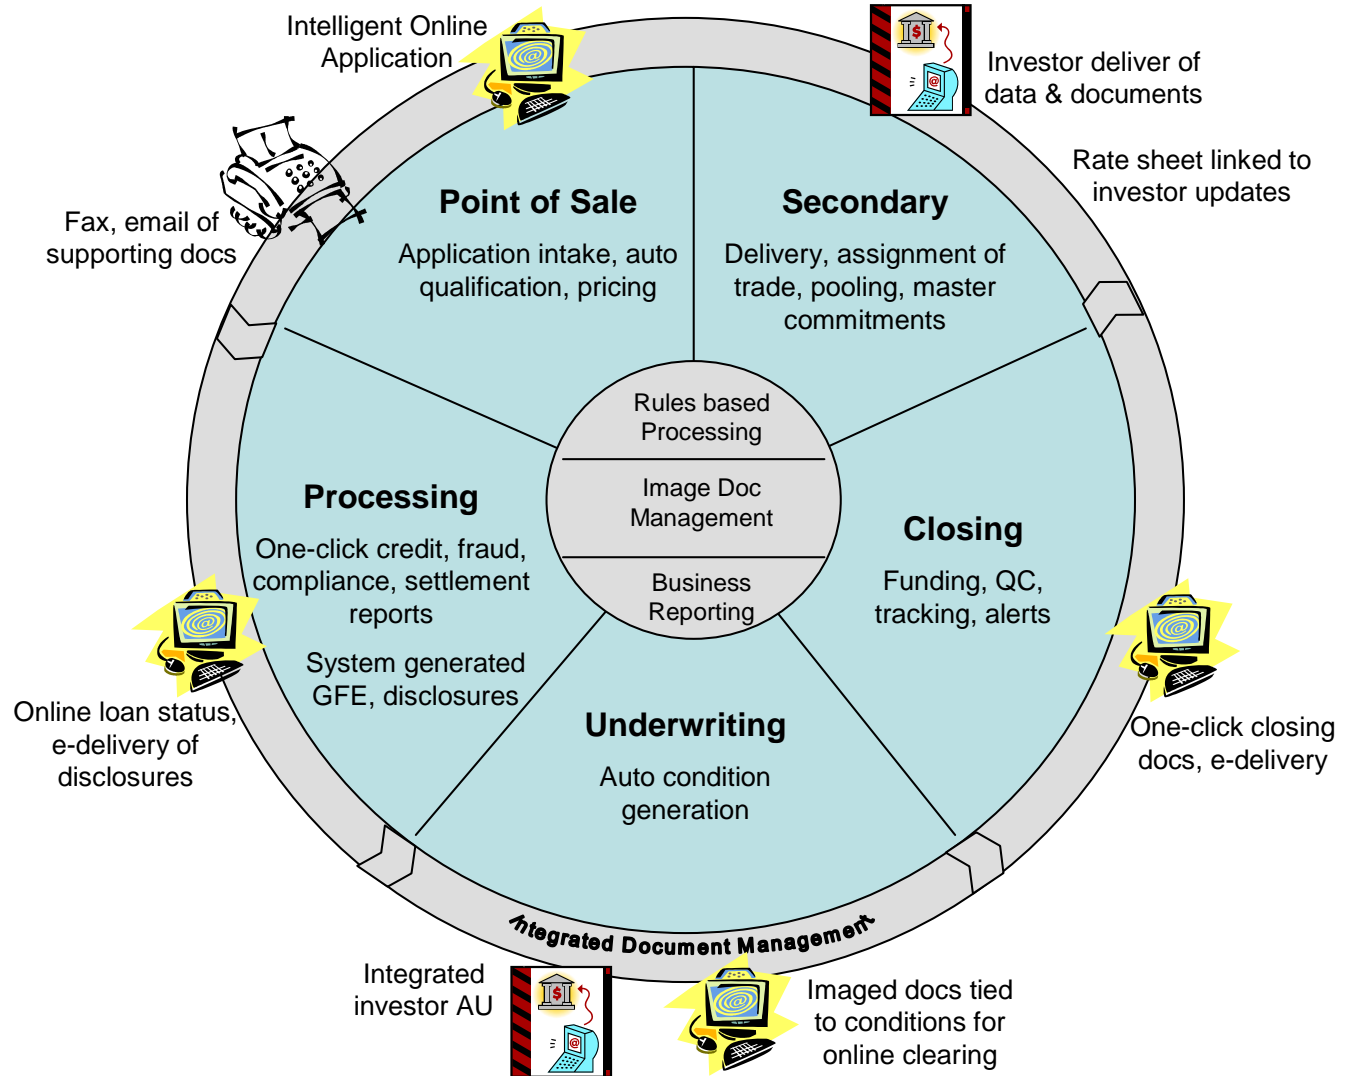 Intelligent Online
Application
Investor deliver of
data & documents
Rate sheet linked to
investor updates
Fax, email of
supporting docs
Point of Sale
Application intake, auto
qualification, pricing
Secondary
Delivery, assignment of
trade, pooling, master
commitments
Rules based
Processing
Image Doc
Management
Business
Reporting
Processing
One-click credit, fraud,
compliance, settlement
reports
System generated
GFE, disclosures
Closing
Funding, QC,
tracking, alerts
Underwriting
Auto condition
generation
Online loan status,
e-delivery of
disclosures
One-click closing
docs, e-delivery
Integrated Document Management
Integrated
investor AU
Imaged docs tied
to conditions for
online clearing
$
@
$
@